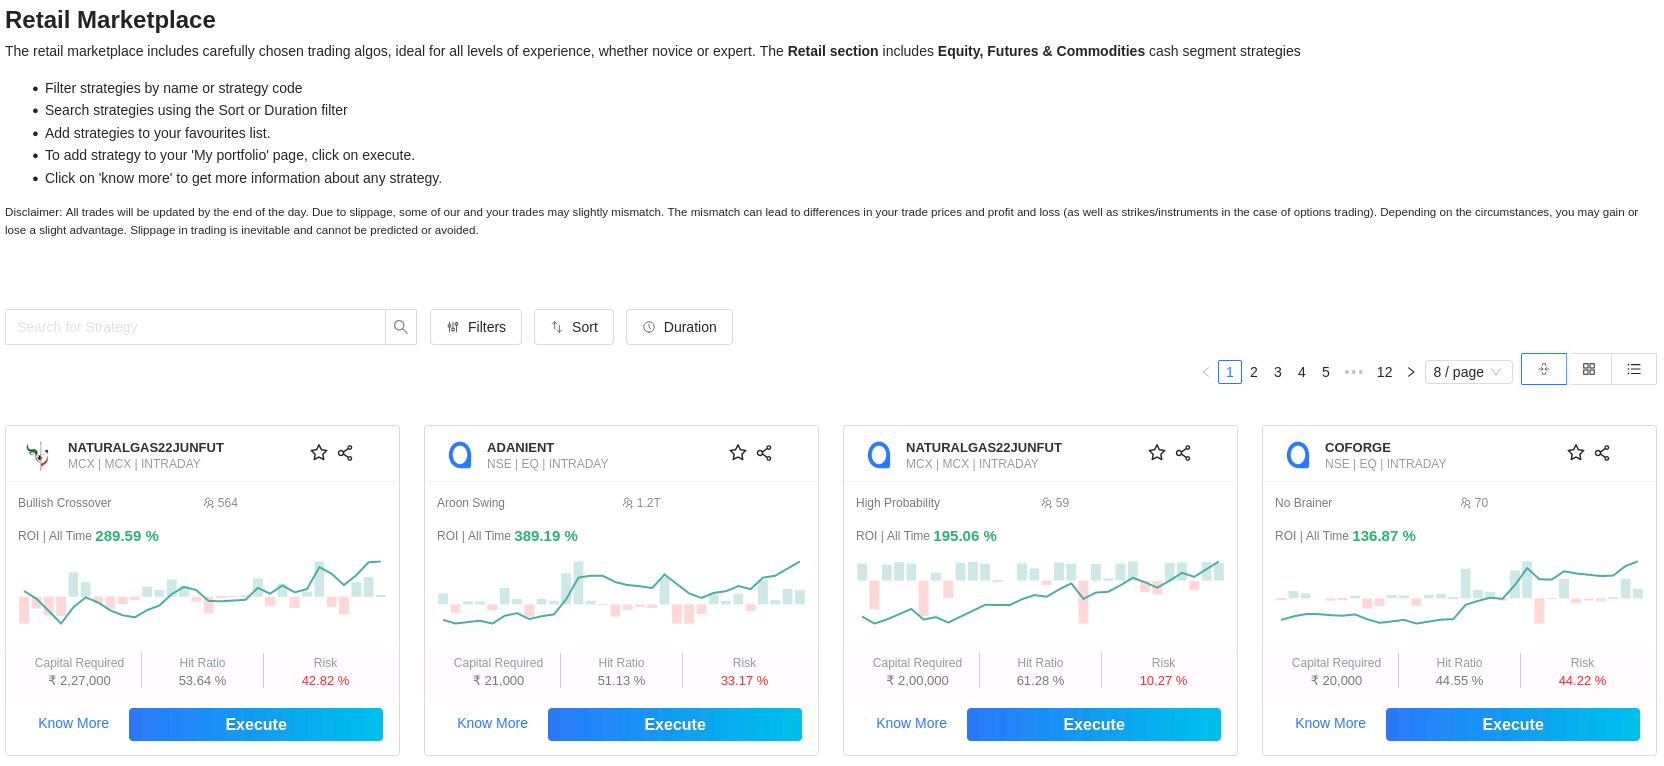 Retail Marketplace
The retail marketplace includes carefully chosen trading algos, ideal for all levels of experience, whether novice or expert. The Retail section includes Equity, Futures & Commodities cash segment strategies
• Filter strategies by name or strategy code
• Search strategies using the Sort or Duration filter
• Add strategies to your favourites list.
• To add strategy to your 'My portfolio' page, click on execute.
• Click on 'know more' to get more information about any strategy.
Disclaimer: All trades will be updated by the end of the day. Due to slippage, some of our and your trades may slightly mismatch. The mismatch can lead to differences in your trade prices and profit and loss (as well as strikes/instruments in the case of options trading). Depending on the circumstances, you may gain or
lose a slight advantage. Slippage in trading is inevitable and cannot be predicted or avoided.
Search for Strategy Filters Sort Duration
1 2 3 4 5 ••• 12 8 / page
NATURALGAS22JUNFUT
MCX | MCX | INTRADAY
Bullish Crossover 564
ROI | All Time 289.59 %
Capital Required Hit Ratio Risk
₹ 2,27,000 53.64 % 42.82 %
Know More Execute
ADANIENT
NSE | EQ | INTRADAY
Aroon Swing 1.2T
ROI | All Time 389.19 %
Capital Required Hit Ratio Risk
₹ 21,000 51.13 % 33.17 %
Know More Execute
NATURALGAS22JUNFUT
MCX | MCX | INTRADAY
High Probability 59
ROI | All Time 195.06 %
Capital Required Hit Ratio Risk
₹ 2,00,000 61.28 % 10.27 %
Know More Execute
COFORGE
NSE | EQ | INTRADAY
No Brainer 70
ROI | All Time 136.87 %
Capital Required Hit Ratio Risk
₹ 20,000 44.55 % 44.22 %
Know More Execute